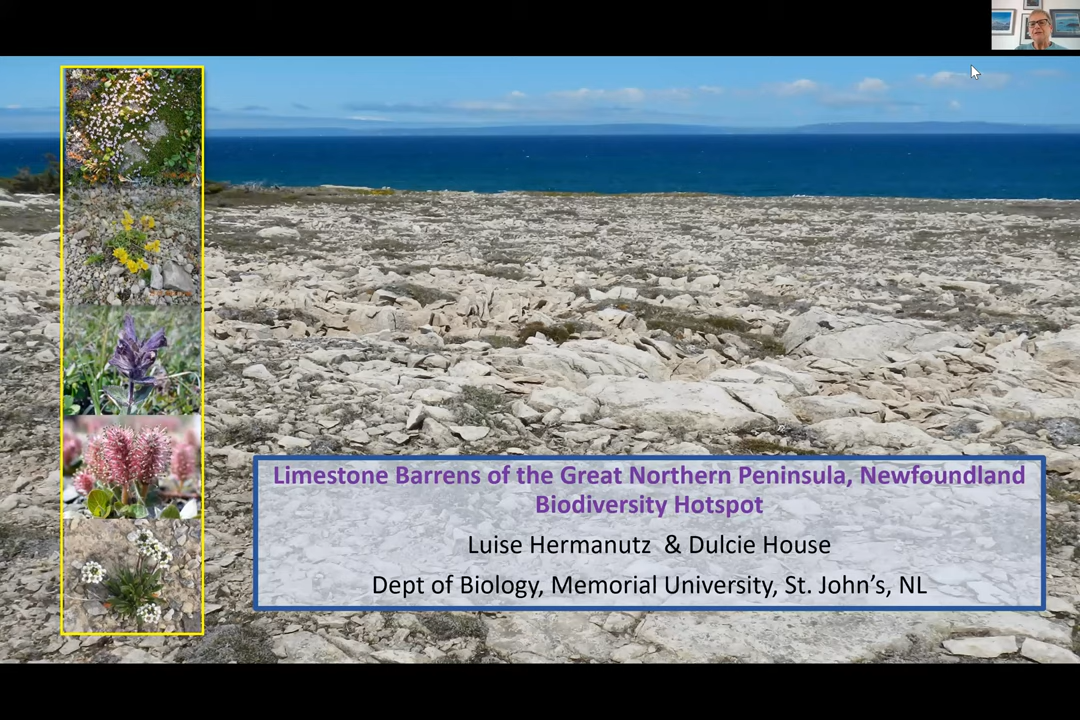 Limestone Barrens of the Great Northern Peninsula, Newfoundland
Biodiversity Hotspot
Luise Hermanutz & Dulcie House
Dept of Biology, Memorial University, St. John’s, NL